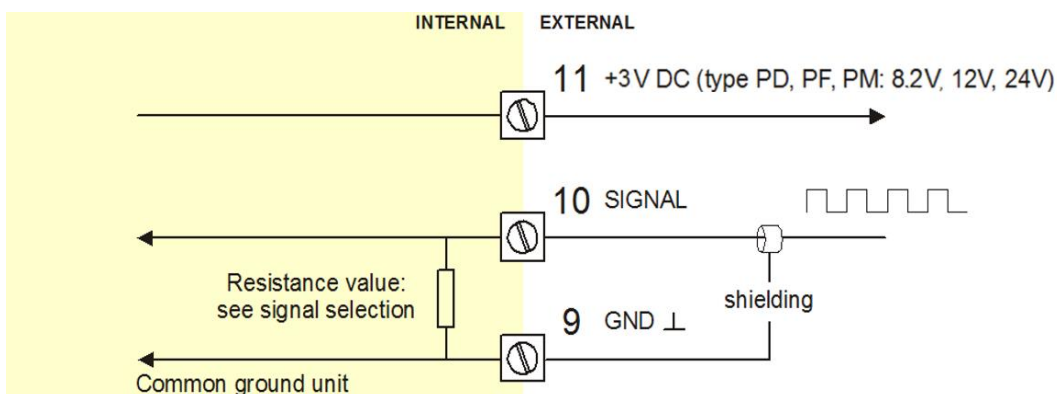 INTERNAL EXTERNAL
11 +3V DC (type PD, PF, PM: 8.2V, 12V, 24V)
10 SIGNAL
Resistance value:
see signal selection
shielding
9 GND ⊥
Common ground unit